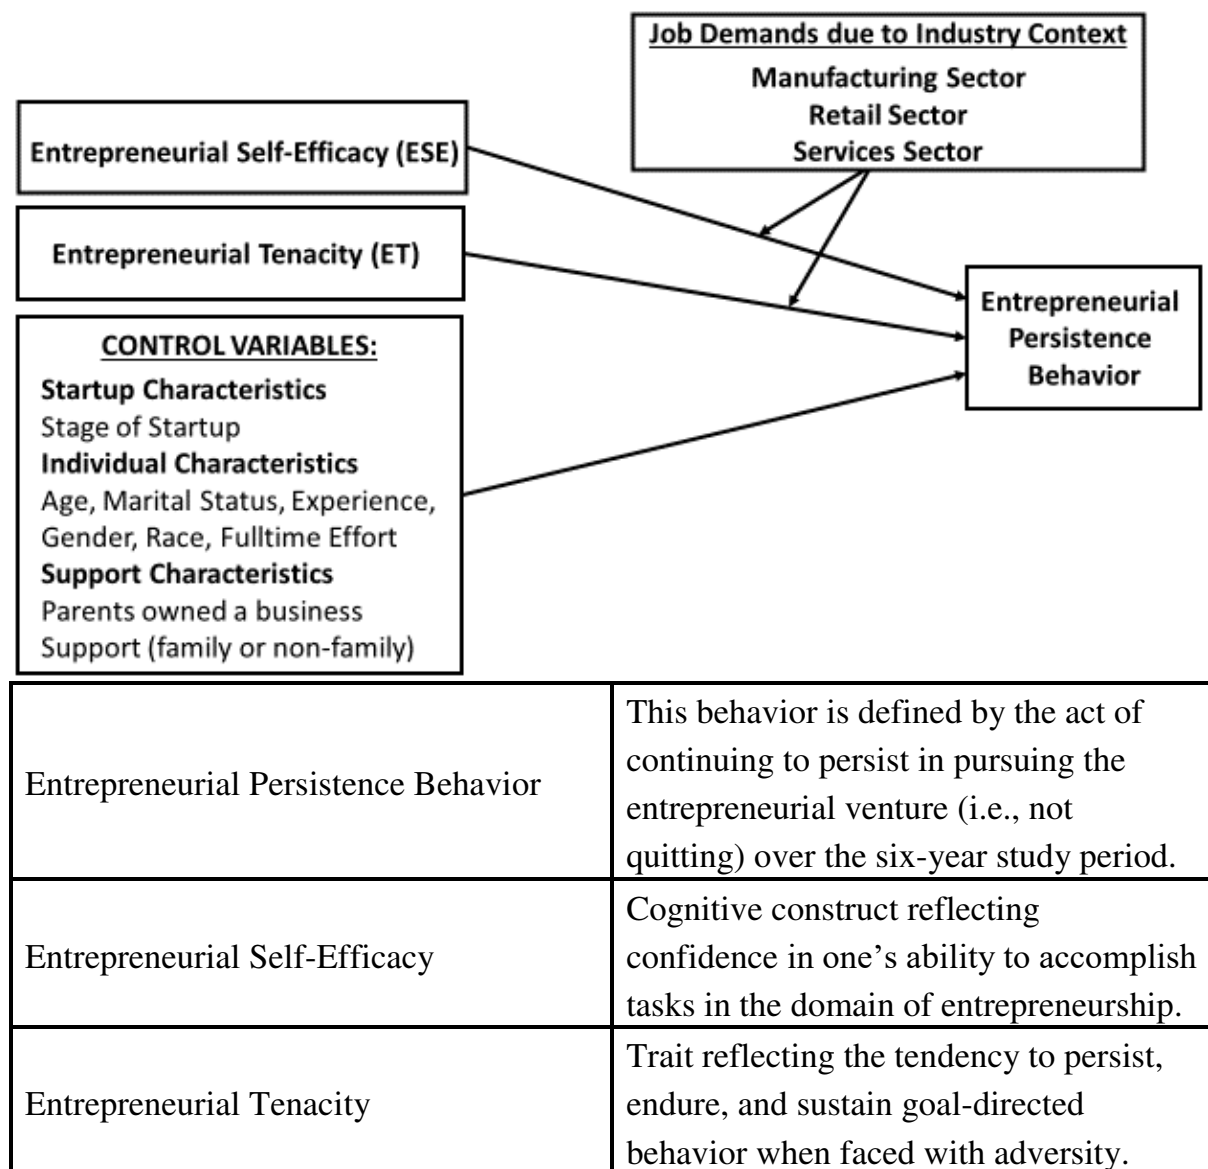 Job Demands due to Industry Context
Manufacturing Sector
Retail Sector
Services Sector
Entrepreneurial Self-Efficacy (ESE)
Entrepreneurial Tenacity (ET)
Entrepreneurial
Persistence
Behavior
CONTROL VARIABLES:
Startup Characteristics
Stage of Startup
Individual Characteristics
Age, Marital Status, Experience,
Gender, Race, Fulltime Effort
Support Characteristics
Parents owned a business
Support (family or non-family)
Entrepreneurial Persistence Behavior
This behavior is defined by the act of
continuing to persist in pursuing the
entrepreneurial venture (i.e., not
quitting) over the six-year study period.
Entrepreneurial Self-Efficacy
Cognitive construct reflecting
confidence in one’s ability to accomplish
tasks in the domain of entrepreneurship.
Entrepreneurial Tenacity
Trait reflecting the tendency to persist,
endure, and sustain goal-directed
behavior when faced with adversity.